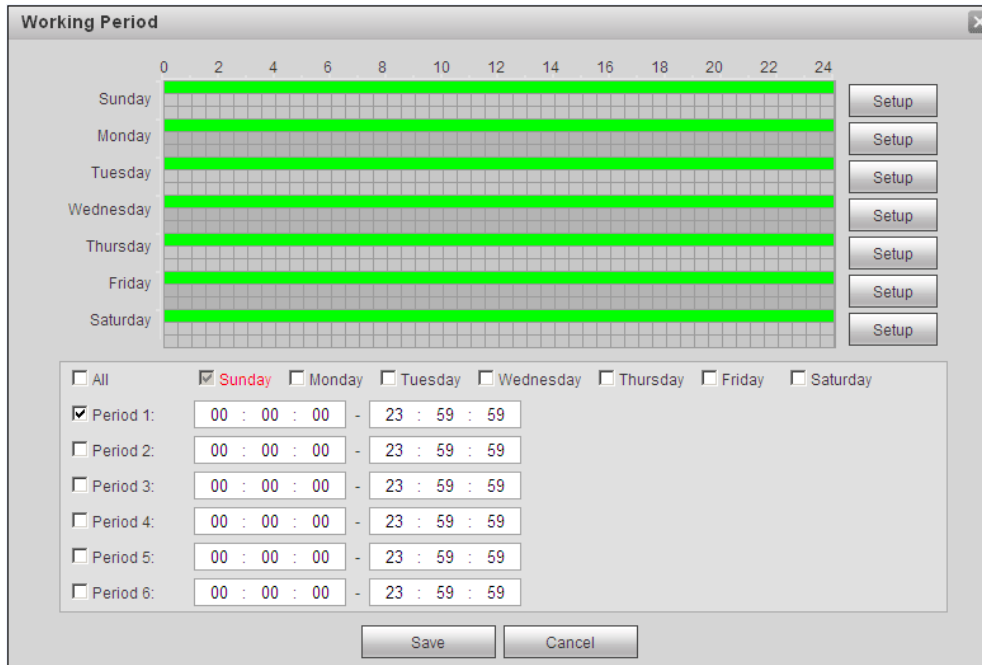 Working Period
0 2 4 6 8 10 12 14 16 18 20 22 24
Sunday Setup
Monday Setup
Tuesday Setup
Wednesday Setup
Thursday Setup
Friday Setup
Saturday Setup
All Sunday Monday Tuesday Wednesday Thursday Friday Saturday
Period 1: 00 : 00 : 00 - 23 : 59 : 59
Period 2: 00 : 00 : 00 - 23 : 59 : 59
Period 3: 00 : 00 : 00 - 23 : 59 : 59
Period 4: 00 : 00 : 00 - 23 : 59 : 59
Period 5: 00 : 00 : 00 - 23 : 59 : 59
Period 6: 00 : 00 : 00 - 23 : 59 : 59
Save Cancel